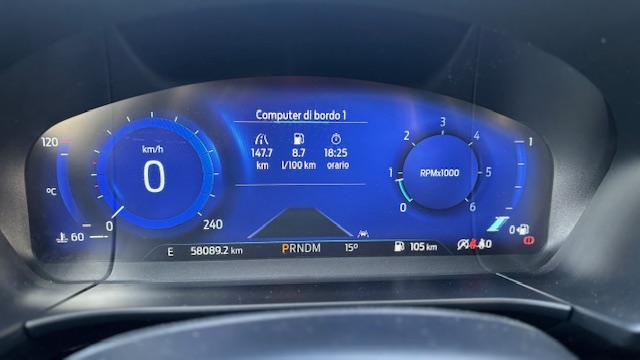 Computer di bordo 1
147.7 8.7 18:25
km l/100 km orario
120
°C
60
km/h
0
0 240
0 1 2 3 4 5 6
RPMx1000
1
0
E 58089.2 km PRNDM 15° 105 km
0